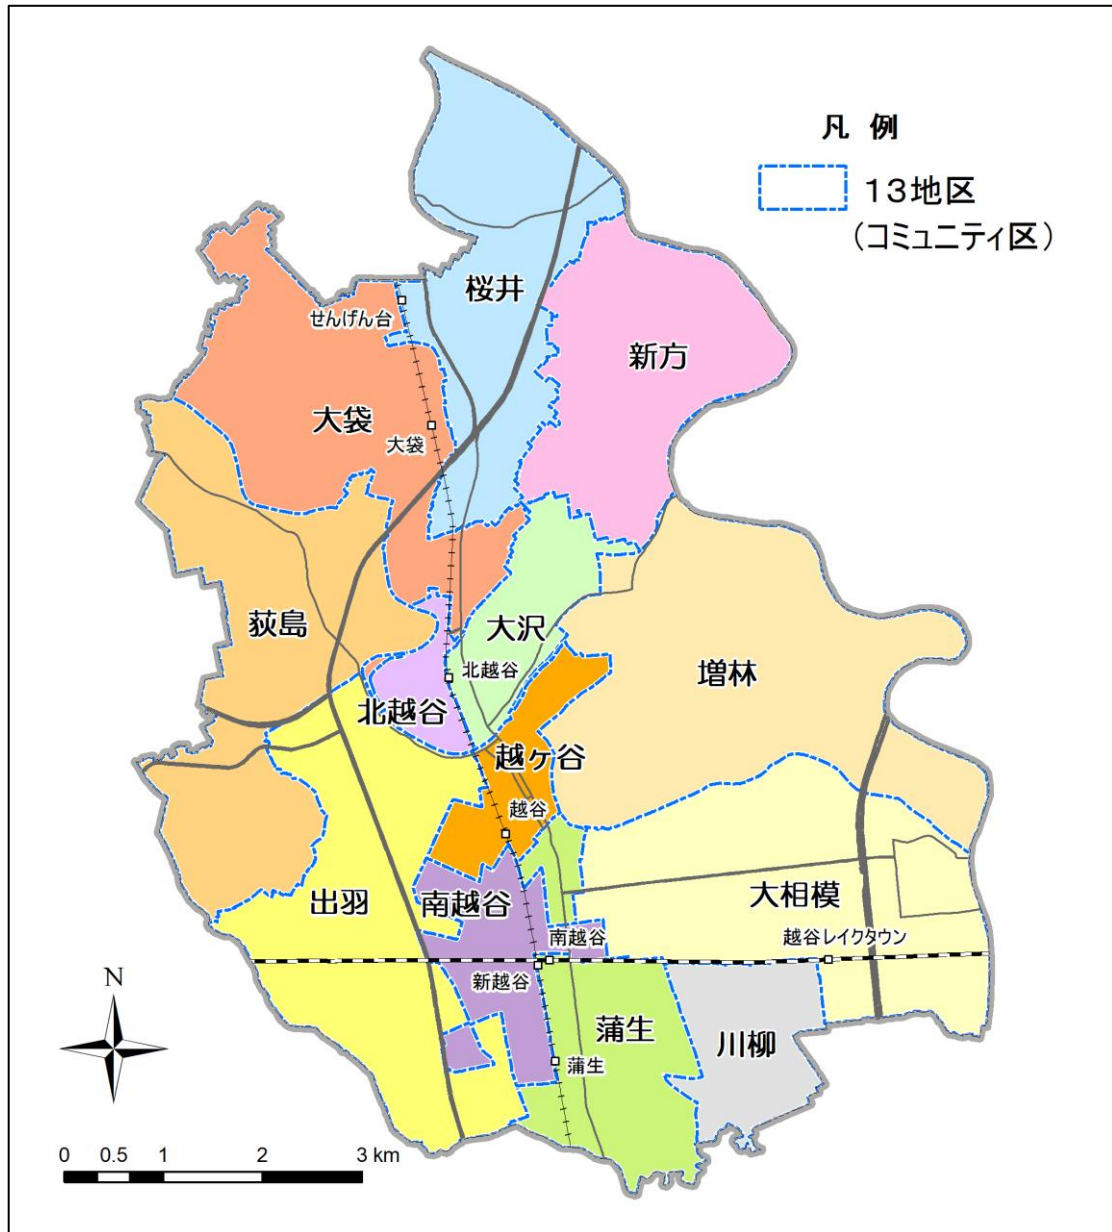 凡 例
13地区
(コミュニティ区)
桜井
せんげん台
新方
大袋
大袋
荻島
大沢
北越谷
増林
北越谷
越ヶ谷
越谷
出羽
南越谷
大相模
南越谷
越谷レイクタウン
新越谷
蒲生
川柳
蒲生
N
0 0.5 1 2 3 km